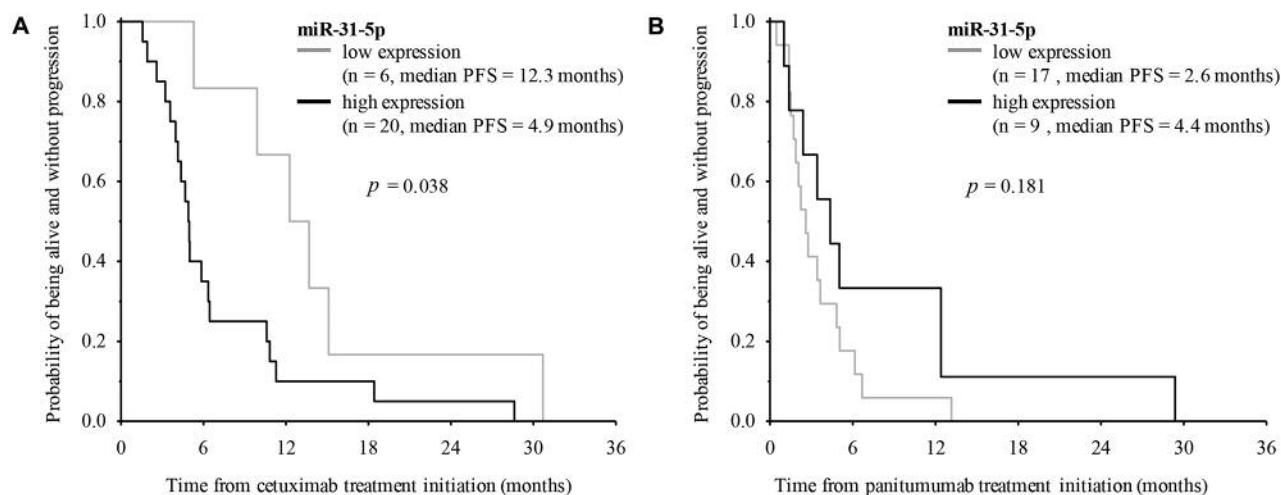 A
Probability of being alive and without progression
1.0
0.8
0.6
0.4
0.2
0.0
miR-31-5p
low expression
(n = 6, median PFS = 12.3 months)
high expression
(n = 20, median PFS = 4.9 months)
p = 0.038
0 6 12 18 24 30 36
Time from cetuximab treatment initiation (months)
B
Probability of being alive and without progression
1.0
0.8
0.6
0.4
0.2
0.0
miR-31-5p
low expression
(n = 17 , median PFS = 2.6 months)
high expression
(n = 9 , median PFS = 4.4 months)
p = 0.181
0 6 12 18 24 30 36
Time from panitumumab treatment initiation (months)